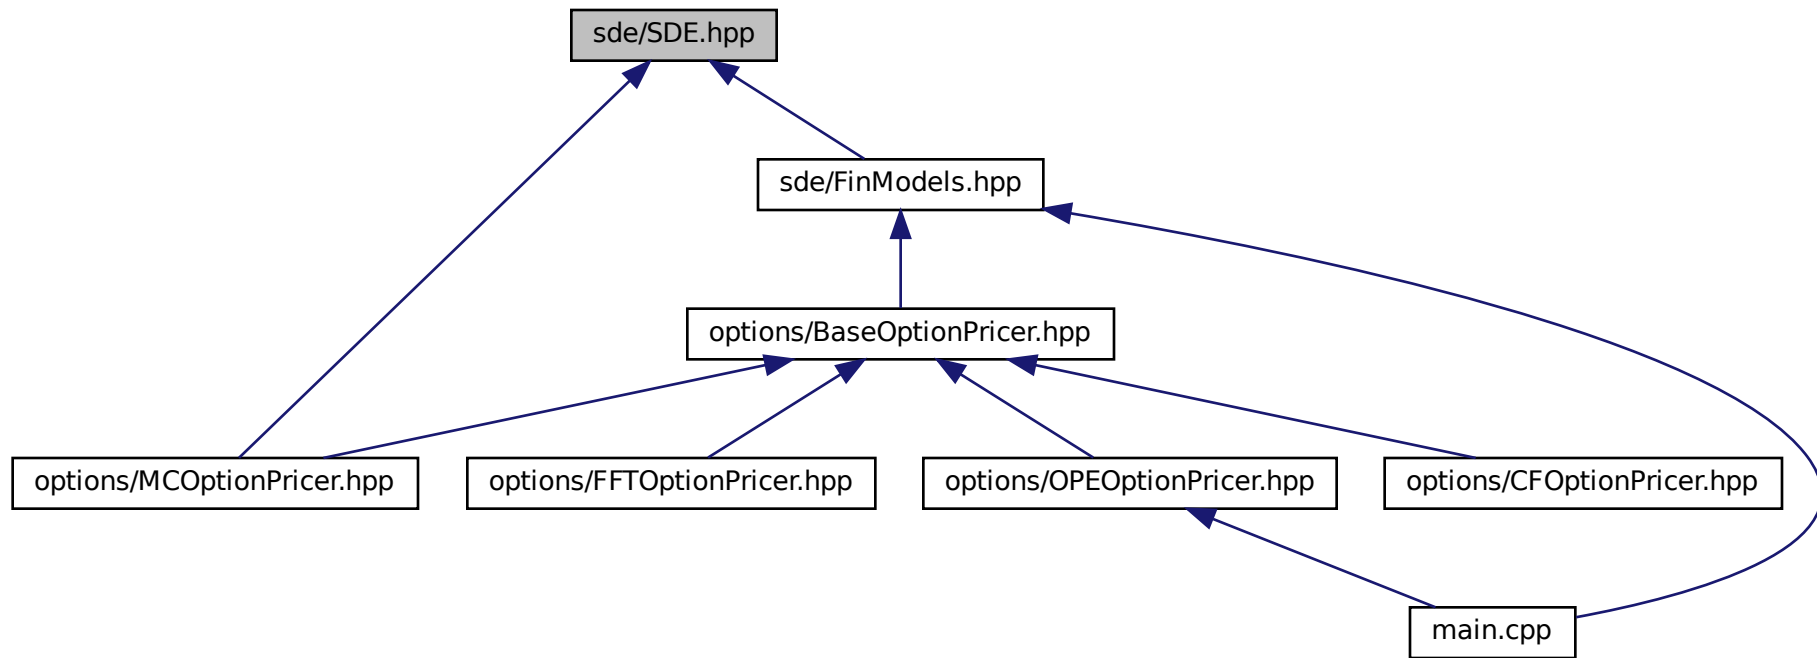 sde/SDE.hpp
sde/FinModels.hpp
options/BaseOptionPricer.hpp
options/MCOptionPricer.hpp
options/FFTOptionPricer.hpp
options/OPEOptionPricer.hpp
options/CFOptionPricer.hpp
main.cpp